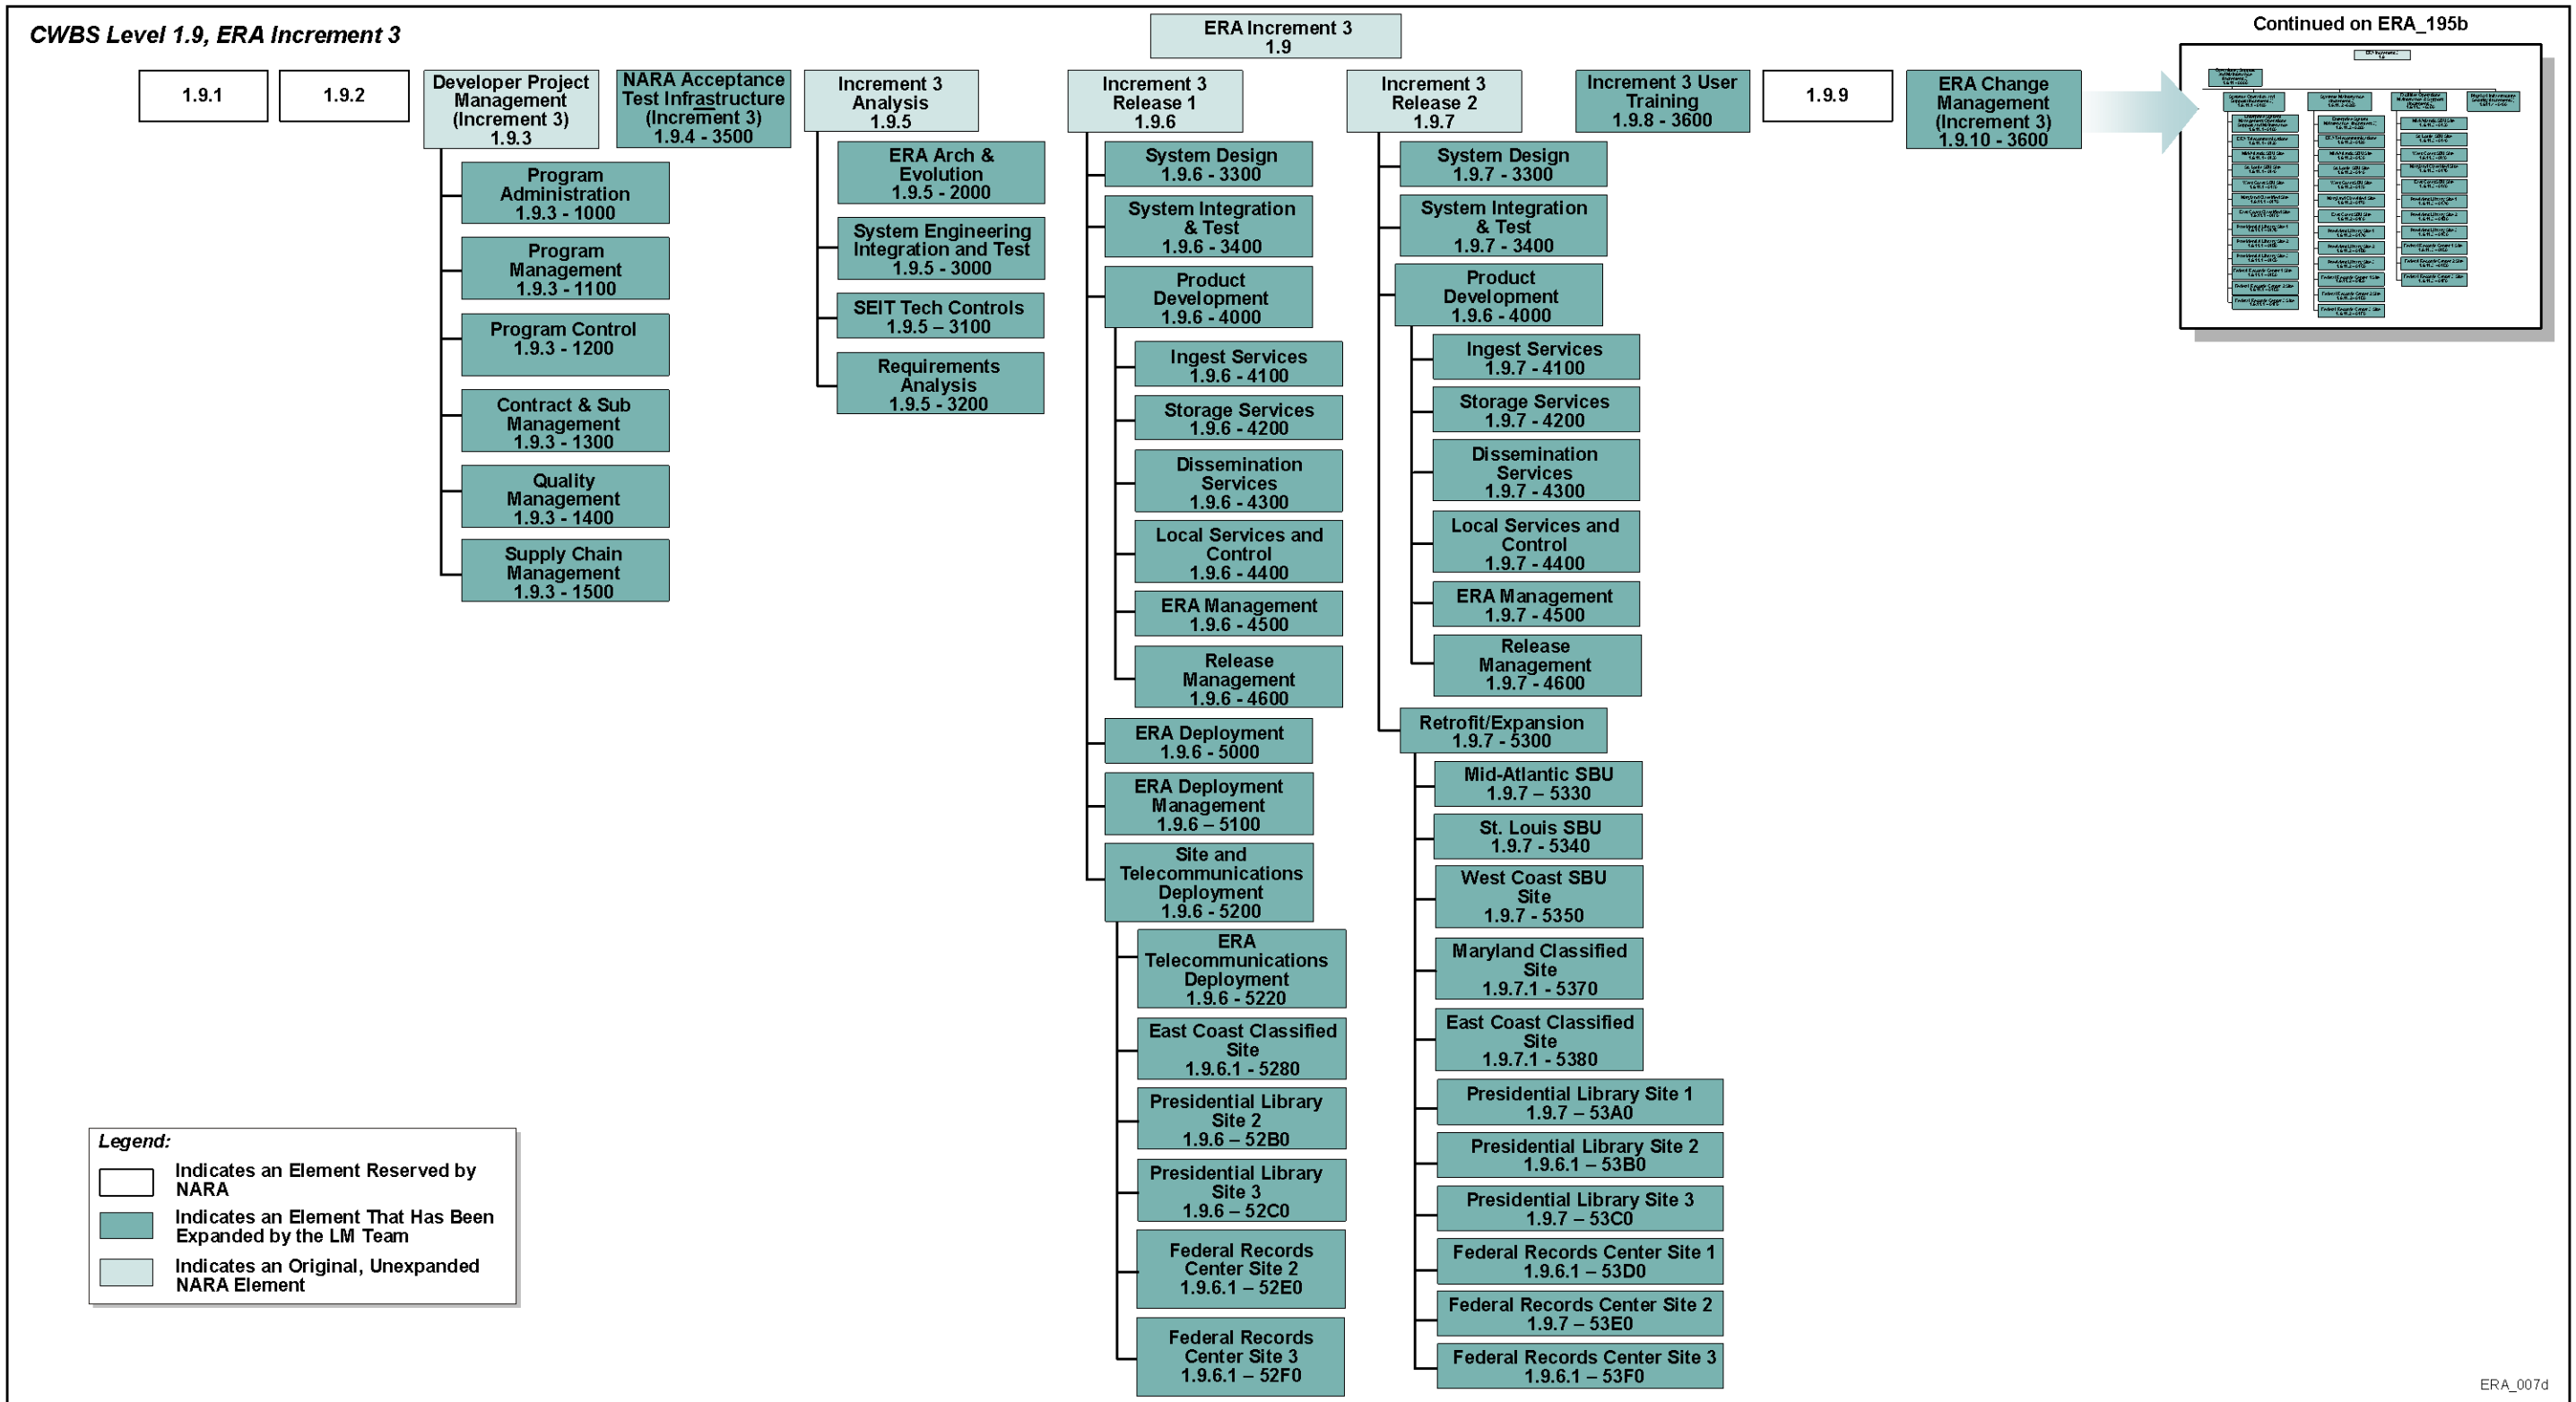 CWBS Level 1.9, ERA Increment 3
ERA Increment 3
1.9
Continued on ERA_195b
1.9.1
1.9.2
Developer Project
Management
(Increment 3)
1.9.3
Program
Administration
1.9.3 - 1000
Program
Management
1.9.3 - 1100
Program Control
1.9.3 - 1200
Contract & Sub
Management
1.9.3 - 1300
Quality
Management
1.9.3 - 1400
Supply Chain
Management
1.9.3 - 1500
NARA Acceptance
Test Infrastructure
(Increment 3)
1.9.4 - 3500
Increment 3
Analysis
1.9.5
ERA Arch &
Evolution
1.9.5 - 2000
System Engineering
Integration and Test
1.9.5 - 3000
SEIT Tech Controls
1.9.5 – 3100
Requirements
Analysis
1.9.5 - 3200
Increment 3
Release 1
1.9.6
System Design
1.9.6 - 3300
System Integration
& Test
1.9.6 - 3400
Product
Development
1.9.6 - 4000
Ingest Services
1.9.6 - 4100
Storage Services
1.9.6 - 4200
Dissemination
Services
1.9.6 - 4300
Local Services and
Control
1.9.6 - 4400
ERA Management
1.9.6 - 4500
Release
Management
1.9.6 - 4600
ERA Deployment
1.9.6 - 5000
ERA Deployment
Management
1.9.6 – 5100
Site and
Telecommunications
Deployment
1.9.6 - 5200
ERA
Telecommunications
Deployment
1.9.6 - 5220
East Coast Classified
Site
1.9.6.1 - 5280
Presidential Library
Site 2
1.9.6 – 52B0
Presidential Library
Site 3
1.9.6 – 52C0
Federal Records
Center Site 2
1.9.6.1 – 52E0
Federal Records
Center Site 3
1.9.6.1 – 52F0
Increment 3
Release 2
1.9.7
System Design
1.9.7 - 3300
System Integration
& Test
1.9.7 - 3400
Product
Development
1.9.6 - 4000
Ingest Services
1.9.7 - 4100
Storage Services
1.9.7 - 4200
Dissemination
Services
1.9.7 - 4300
Local Services and
Control
1.9.7 - 4400
ERA Management
1.9.7 - 4500
Release
Management
1.9.7 - 4600
Retrofit/Expansion
1.9.7 - 5300
Mid-Atlantic SBU
1.9.7 – 5330
St. Louis SBU
1.9.7 - 5340
West Coast SBU
Site
1.9.7 - 5350
Maryland Classified
Site
1.9.7.1 - 5370
East Coast Classified
Site
1.9.7.1 - 5380
Presidential Library Site 1
1.9.7 – 53A0
Presidential Library Site 2
1.9.6.1 – 53B0
Presidential Library Site 3
1.9.7 – 53C0
Federal Records Center Site 1
1.9.6.1 – 53D0
Federal Records Center Site 2
1.9.7 – 53E0
Federal Records Center Site 3
1.9.6.1 – 53F0
Increment 3 User
Training
1.9.8 - 3600
1.9.9
ERA Change
Management
(Increment 3)
1.9.10 - 3600
Legend:
Indicates an Element Reserved by
NARA
Indicates an Element That Has Been
Expanded by the LM Team
Indicates an Original, Unexpanded
NARA Element
ERA_007d